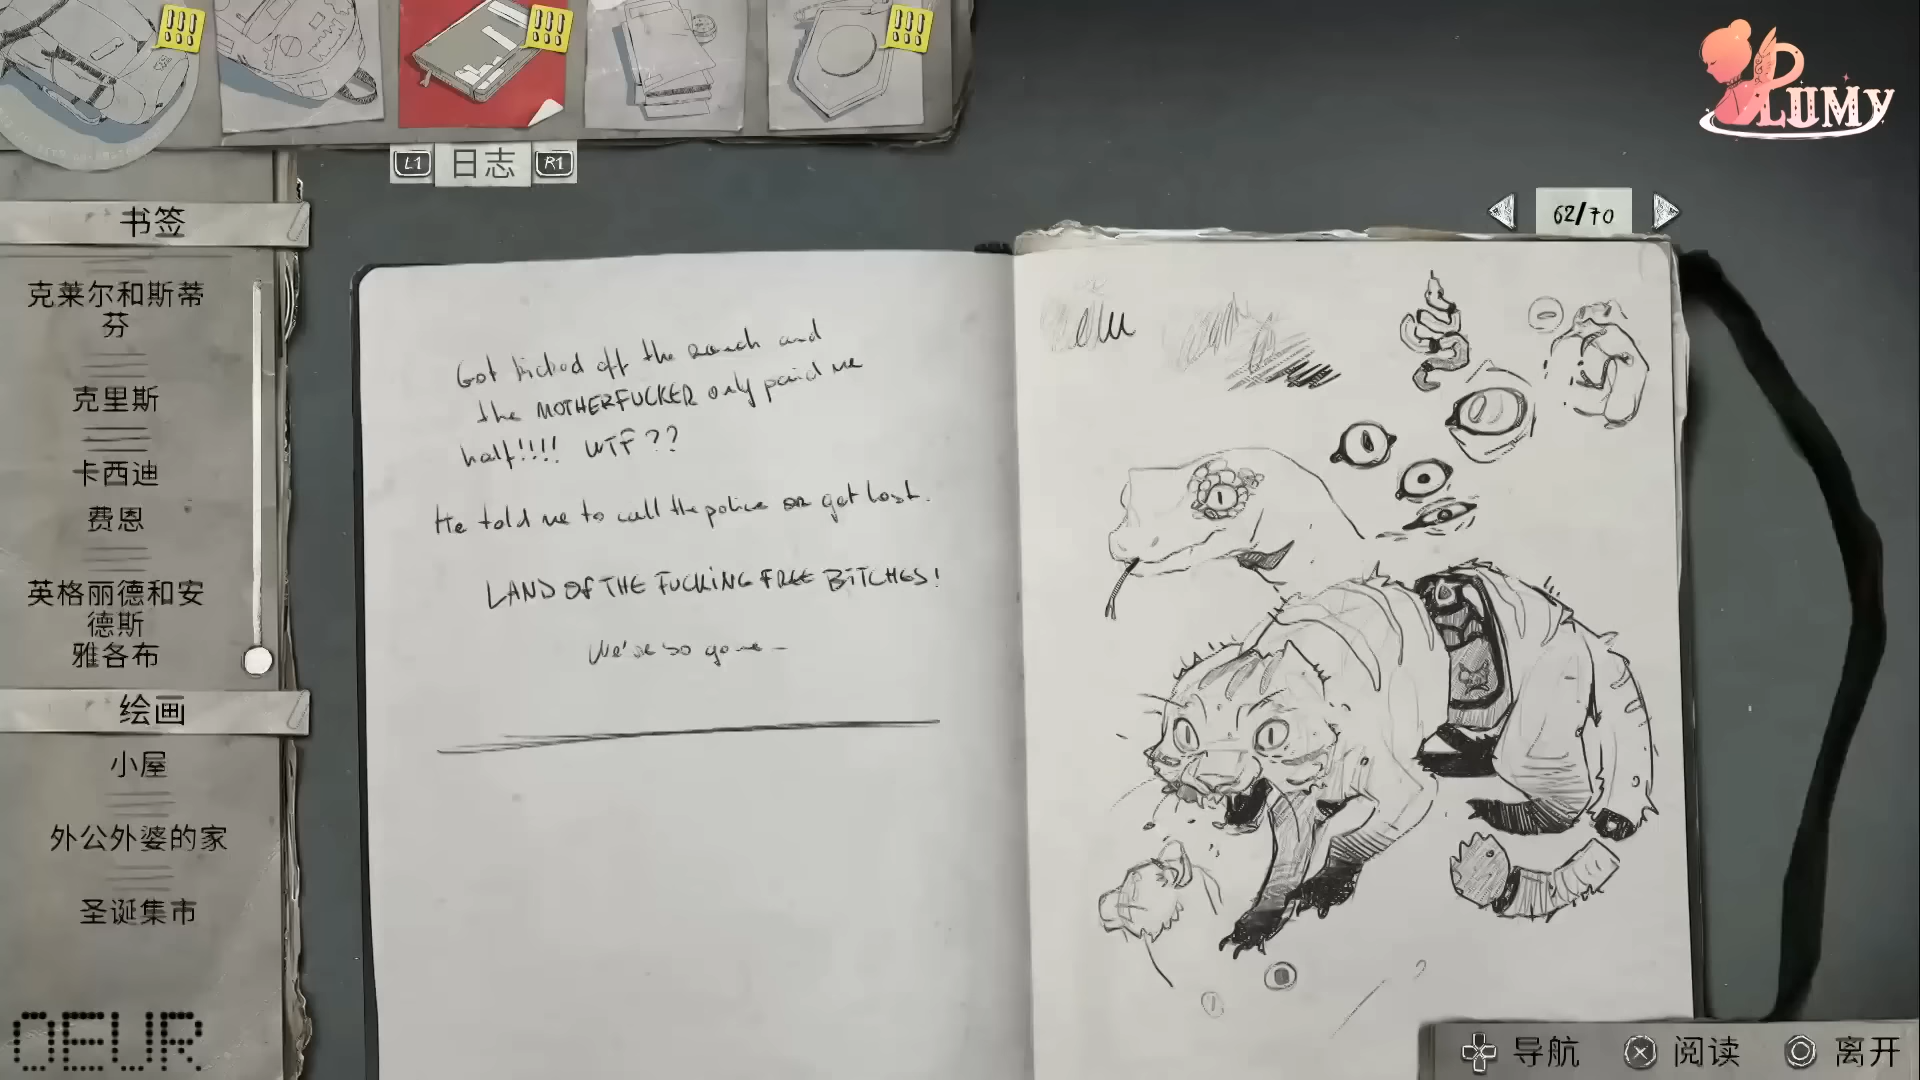 PLUMY
L1 日志 R1
62/70
书签
克莱尔和斯蒂
芬
克里斯
卡西迪
费恩
英格丽德和安
德斯
雅各布
绘画
小屋
外公外婆的家
圣诞集市
Got kicked off the ranch and
the MOTHERFUCKER only paid me
half!!!! WTF??
He told me to call the police or get lost.
LAND OF THE FUCKING FREE BITCHES!
We're so gone
导航 阅读 离开